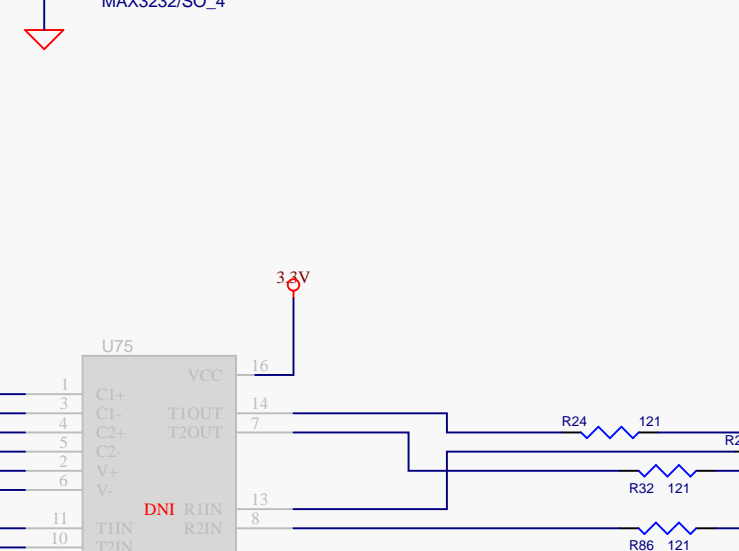 MAX3232/SO_4
3.3V
U75
VCC 16
1 C1+
3 C1- T1OUT 14
4 C2+ T2OUT 7
5 C2-
2 V+
6 V-
DNI R1IN 13
R2IN 8
11 T1IN
10 T2IN
R24 121
R32 121
R86 121